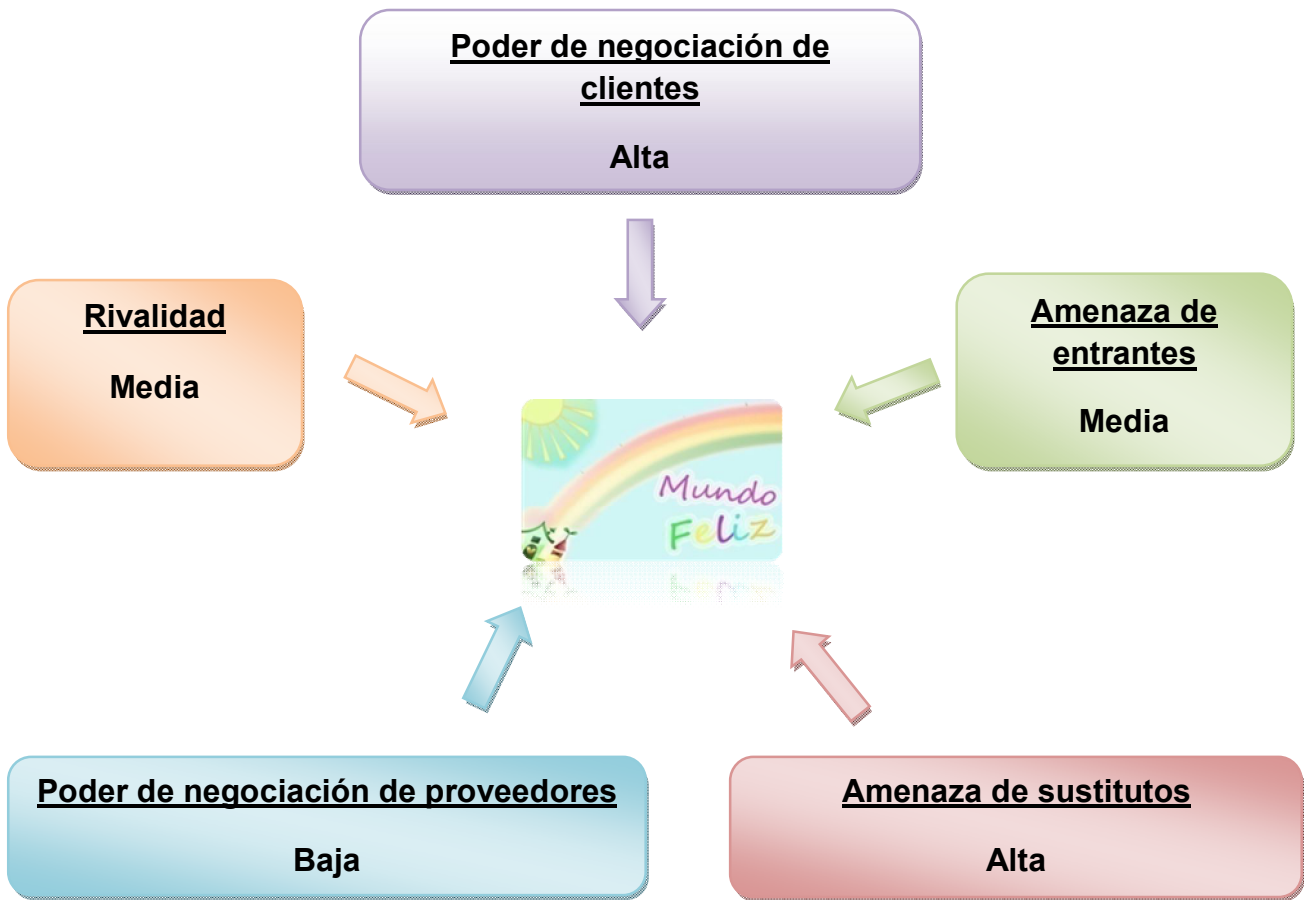 Poder de negociación de
clientes
Alta
Rivalidad
Media
Amenaza de
entrantes
Media
Mundo
Feliz
Poder de negociación de proveedores
Baja
Amenaza de sustitutos
Alta